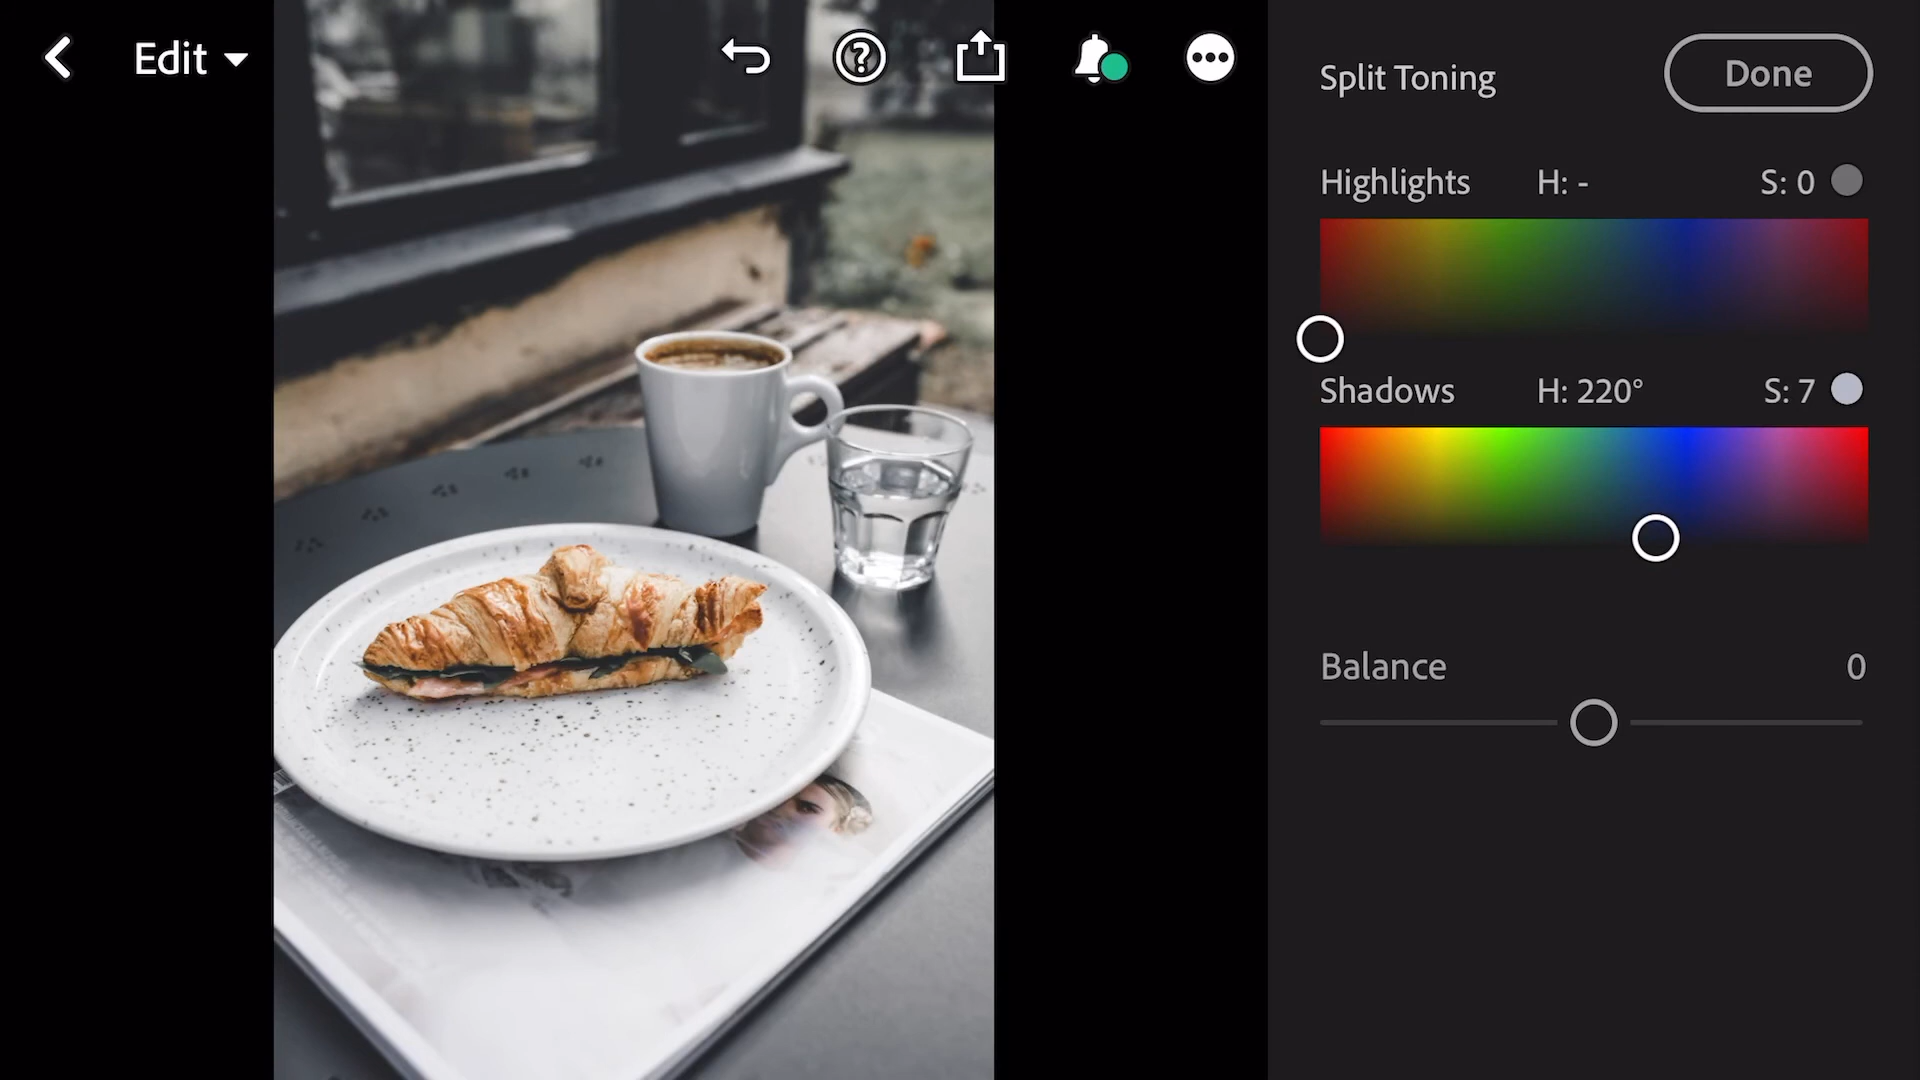 Edit
Split Toning
Done
Highlights H: - S: 0
Shadows H: 220° S: 7
Balance 0